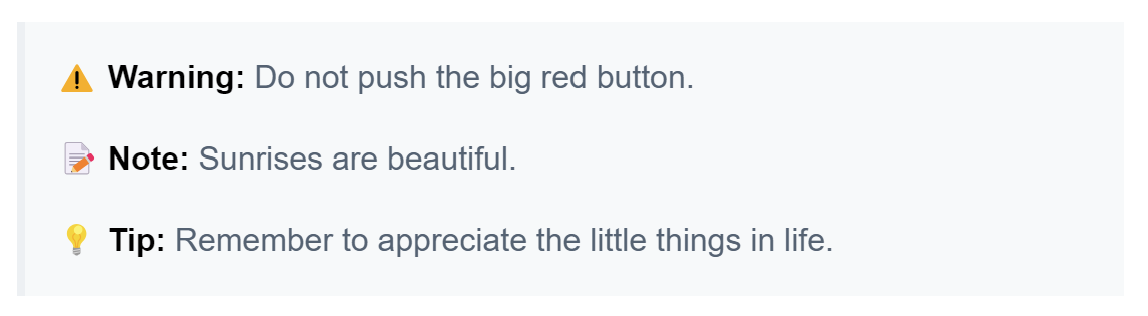 ⚠️ Warning: Do not push the big red button.
📝 Note: Sunrises are beautiful.
💡 Tip: Remember to appreciate the little things in life.